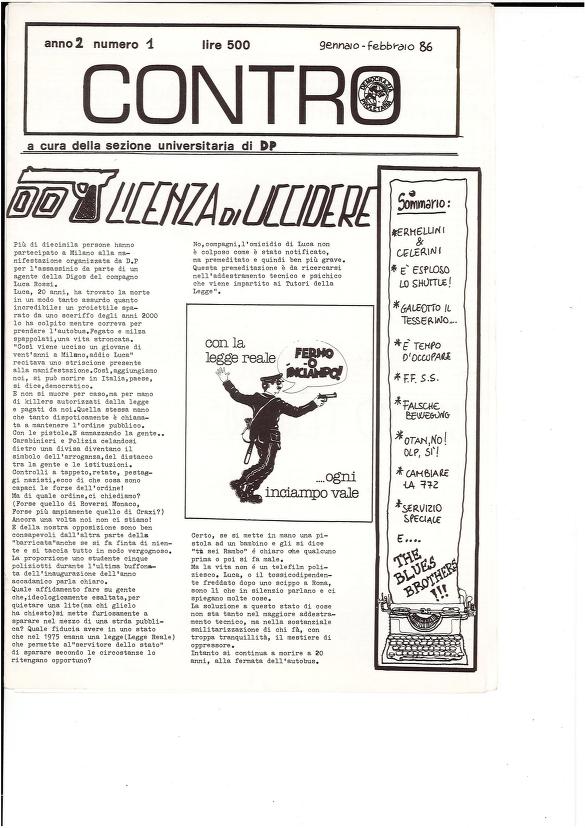 anno 2 numero 1 lire 500 gennaio-febbraio 86
CONTRO
DEMOCRAZIA PROLETARIA
a cura della sezione universitaria di DP
DO7 LICENZA di UCCIDERE
Più di diecimila persone hanno
partecipato a Milano alla ma-
nifestazione organizzata da D.P
per l'assassinio da parte di un
agente della Digos del compagno
Luca Rossi.
Luca, 20 anni, ha trovato la morte
in un modo tanto assurdo quanto
incredibile: un proiettile spa-
rato da uno sceriffo degli anni 2000
lo ha colpito mentre correva per
prendere l'autobus.Fegato e milza
spappolati,una vita stroncata.
"Così viene ucciso un giovane di
vent'anni a Milano,addio Luca"
recitava uno striscione presente
alla manifestazione.Così,aggiungiamo
noi, si può morire in Italia,paese,
si dice,democratico.
E non si muore per caso,ma per mano
di killers autorizzati dalla legge
e pagati da noi.Quella stessa mano
che tanto dispoticamente è chiama-
ta a mantenere l'ordine pubblico.
Con le pistole.E ammazzando la gente..
Carabinieri e Polizia celandosi
dietro una divisa diventano il
simbolo dell'arroganza,del distacco
tra la gente e le istituzioni.
Controlli a tappeto,retate, pestag-
gi nazisti,ecco di che cosa sono
capaci le forze dell'ordine!
Ma di quale ordine,ci chiediamo?
(Forse quello di Roversi Monaco,
Forse più ampiamente quello di Craxi?)
Ancora una volta noi non ci stiamo!
E della nostra opposizione sono ben
consapevoli dall'altra parte della
"barricata"anche se si fa finta di nien-
te e si taccia tutto in modo vergognoso.
La proporzione uno studente cinque
poliziotti durante l'ultima buffona-
ta dell'inaugurazione dell'anno
accadamico parla chiaro.
Quale affidamento fare su gente
che,ideologicamente esaltata,per
quietare una lite(ma chi glielo
ha chiesto)si mette furiosamente a
sparare nel mezzo di una strda pubbli-
ca? Quale fiducia avere in uno stato
che nel 1975 emana una legge(Legge Reale)
che permette al"servitore dello stato"
di sparare secondo le circostanse lo
ritengano opportuno?
No,compagni,l'omicidio di Luca non
è colposo come è stato notificato,
ma premeditato e quindi ben più grave.
Questa premeditazione è da ricercarsi
nell'addestramento tecnico e psichico
che viene impartito ai Tutori della
Legge".
con la
legge reale
FERMO
O
INCIAMPO!
....ogni
inciampo vale
Certo, se si mette in mano una pi-
stola ad un bambino e gli si dice
"tu sei Rambo" é chiaro che qualcuno
prima o poi si fa male.
Ma la vita non é un telefilm poli-
ziesco. Luca, o il tossicodipenden-
te freddato dopo uno scippo a Roma,
sono lì che in silenzio parlano e ci
spiegano molte cose.
La soluzione a questo stato di cose
non sta tanto nel maggiore addestra-
mento tecnico, ma nella sostanziale
smilitarizzazione di chi fà, con
troppa tranquillità, il mestiere di
oppressore.
Intanto si continua a morire a 20
anni, alla fermata dell'autobus.
Sommario:
*ERMELLINI
&
CELERINI
* E' ESPLOSO
LO SHUTTLE!
*GALEOTTO IL
TESSERINO...
* E' TEMPO
D'OCCUPARE
* F.F. S.S.
* FALSCHE
BEWEGUNG
* OTAN, NO!
OLP, SI'!
* CAMBIARE
LA 772
*SERVIZIO
SPECIALE
E....
THE
BLUES
BROTHERS
!!!